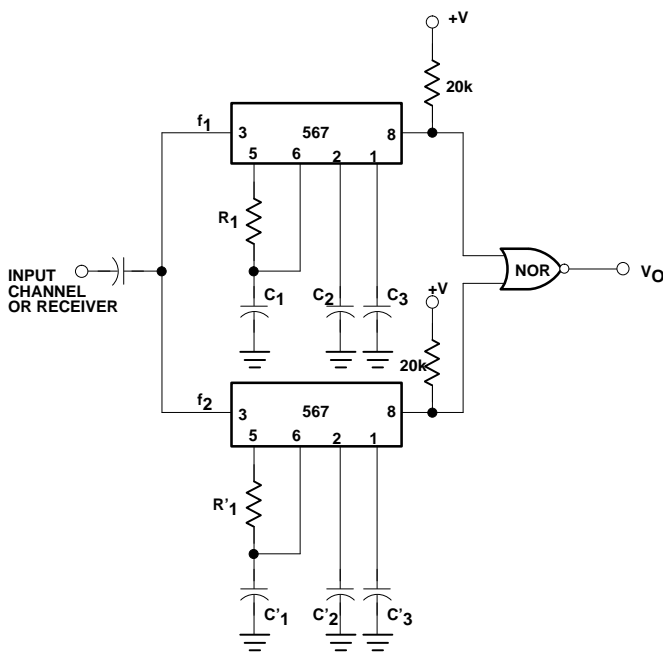 +V
20k
f1
3
567
8
5
6
2
1
R1
INPUT
CHANNEL
OR RECEIVER
C1
C2
C3
NOR
VO
+V
20k
f2
3
567
8
5
6
2
1
R'1
C'1
C'2
C'3